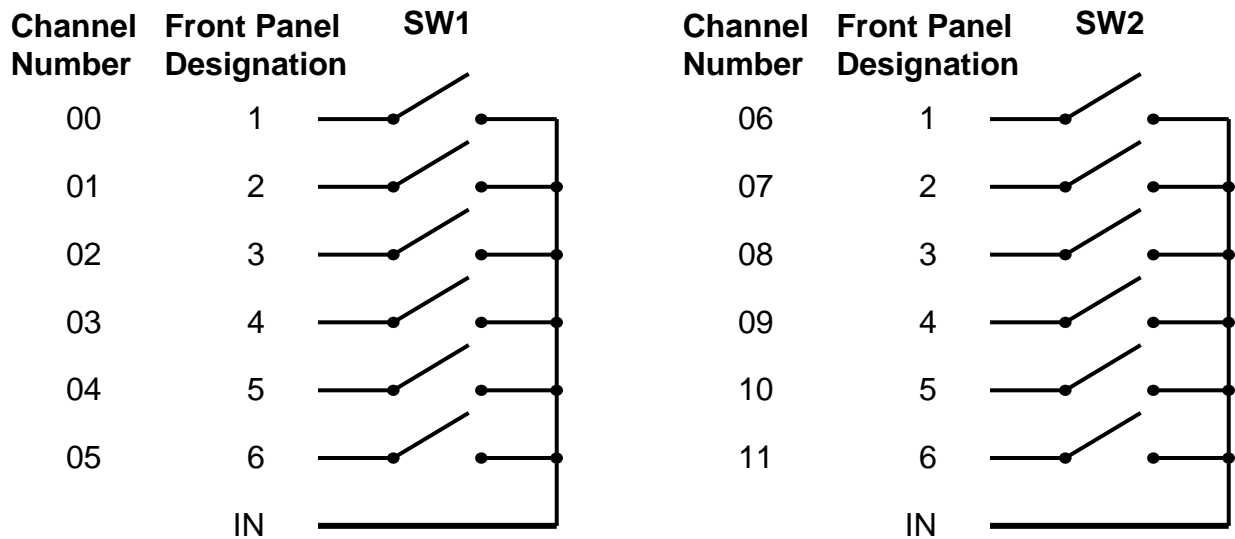 Channel Front Panel SW1
Number Designation
00 1
01 2
02 3
03 4
04 5
05 6
IN
Channel Front Panel SW2
Number Designation
06 1
07 2
08 3
09 4
10 5
11 6
IN